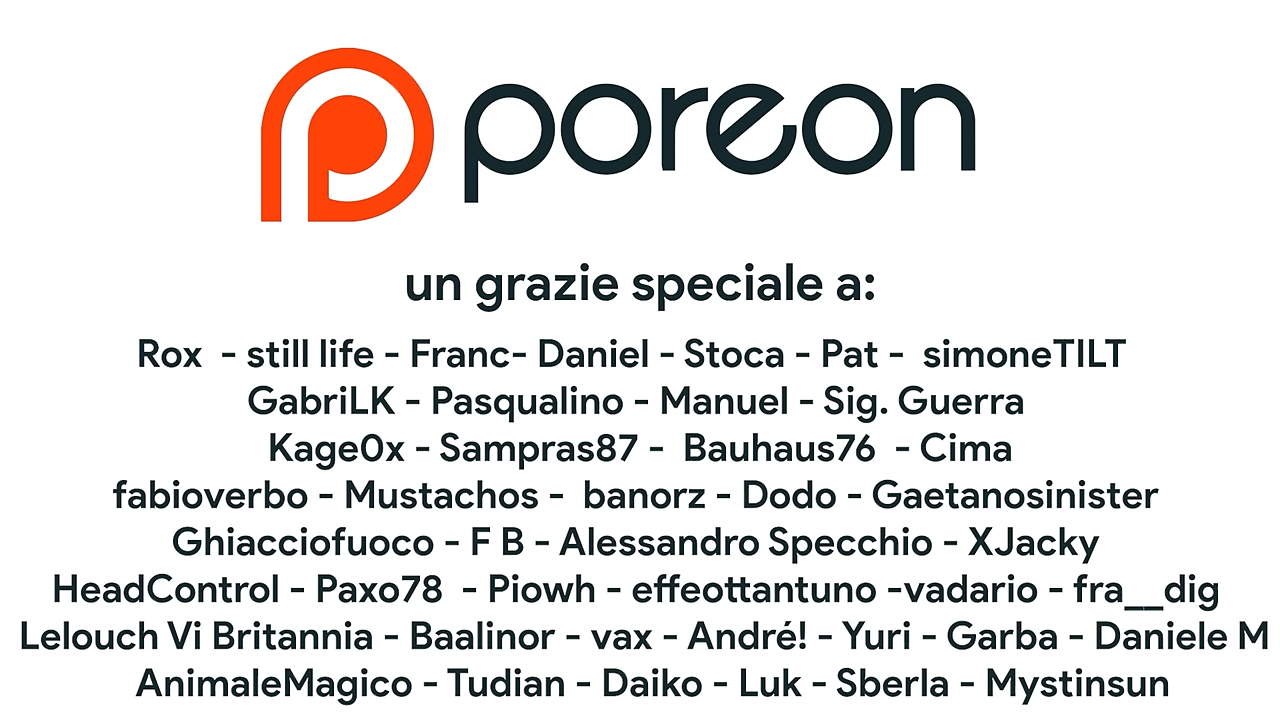 poreon
un grazie speciale a:
Rox - still life - Franc- Daniel - Stoca - Pat - simoneTILT
GabriLK - Pasqualino - Manuel - Sig. Guerra
Kage0x - Sampras87 - Bauhaus76 - Cima
fabioverbo - Mustachos - banorz - Dodo - Gaetanosinister
Ghiacciofuoco - F B - Alessandro Specchio - XJacky
HeadControl - Paxo78 - Piowh - effeottantuno -vadario - fra__dig
Lelouch Vi Britannia - Baalinor - vax - André! - Yuri - Garba - Daniele M
AnimaleMagico - Tudian - Daiko - Luk - Sberla - Mystinsun